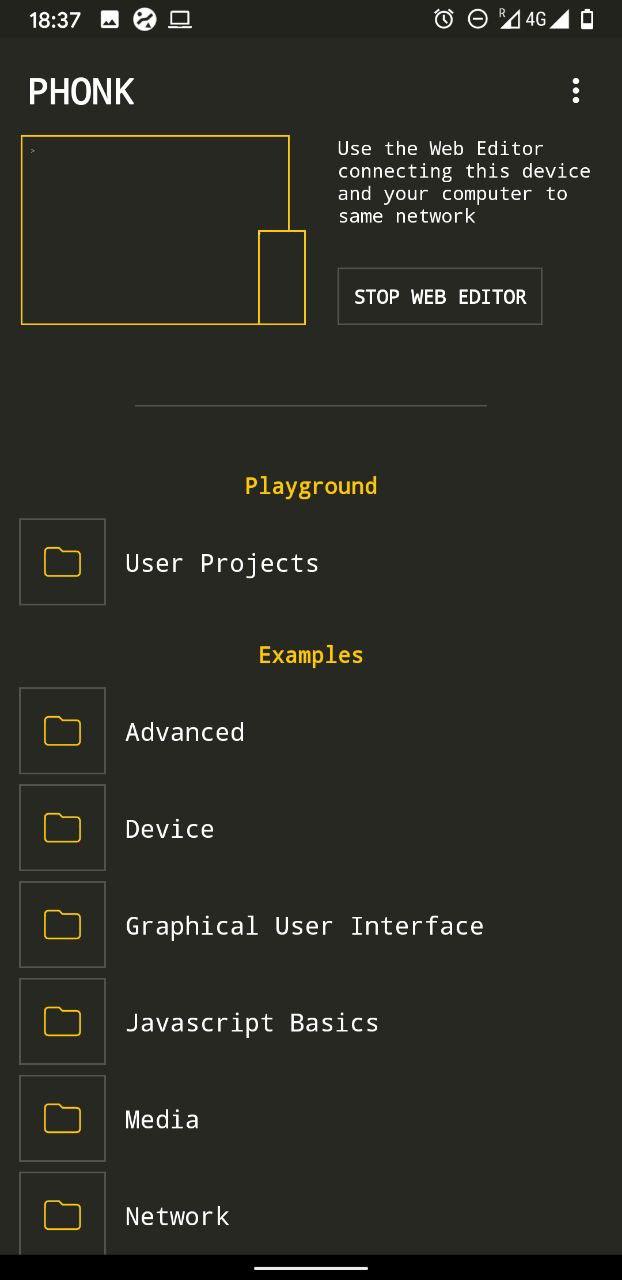 18:37
R 4G
PHONK
>
Use the Web Editor
connecting this device
and your computer to
same network
STOP WEB EDITOR
Playground
User Projects
Examples
Advanced
Device
Graphical User Interface
Javascript Basics
Media
Network